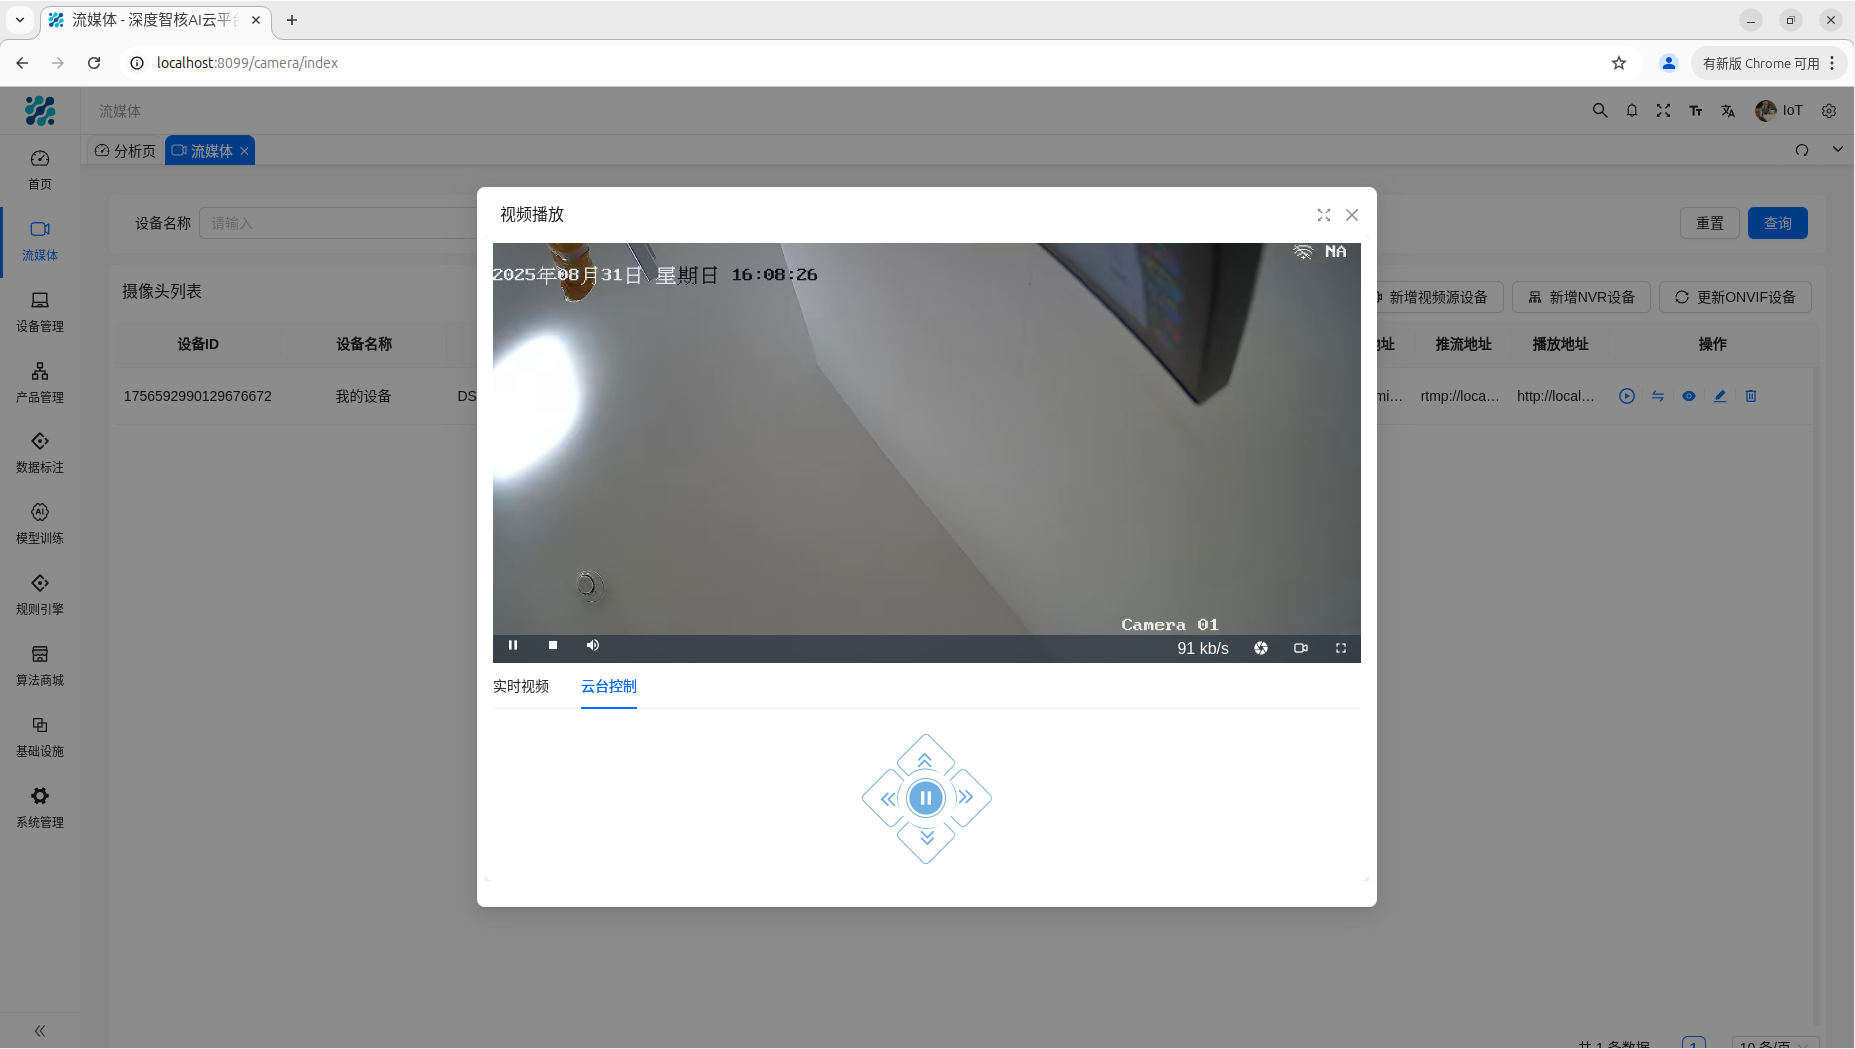 流媒体 - 深度智核AI云平台
localhost:8099/camera/index
有新版 Chrome 可用
流媒体
IoT
分析页
流媒体
首页
流媒体
设备管理
产品管理
数据标注
模型训练
规则引擎
算法商城
基础设施
系统管理
设备名称
请输入
重置
查询
摄像头列表
新增视频源设备
新增NVR设备
更新ONVIF设备
设备ID
设备名称
地址
推流地址
播放地址
操作
1756592990129676672
我的设备
DS
mi...
rtmp://loca...
http://local...
视频播放
NA
2025年08月31日 星期日 16:08:26
Camera 01
91 kb/s
实时视频
云台控制
共 1 条数据
1
10 条/页